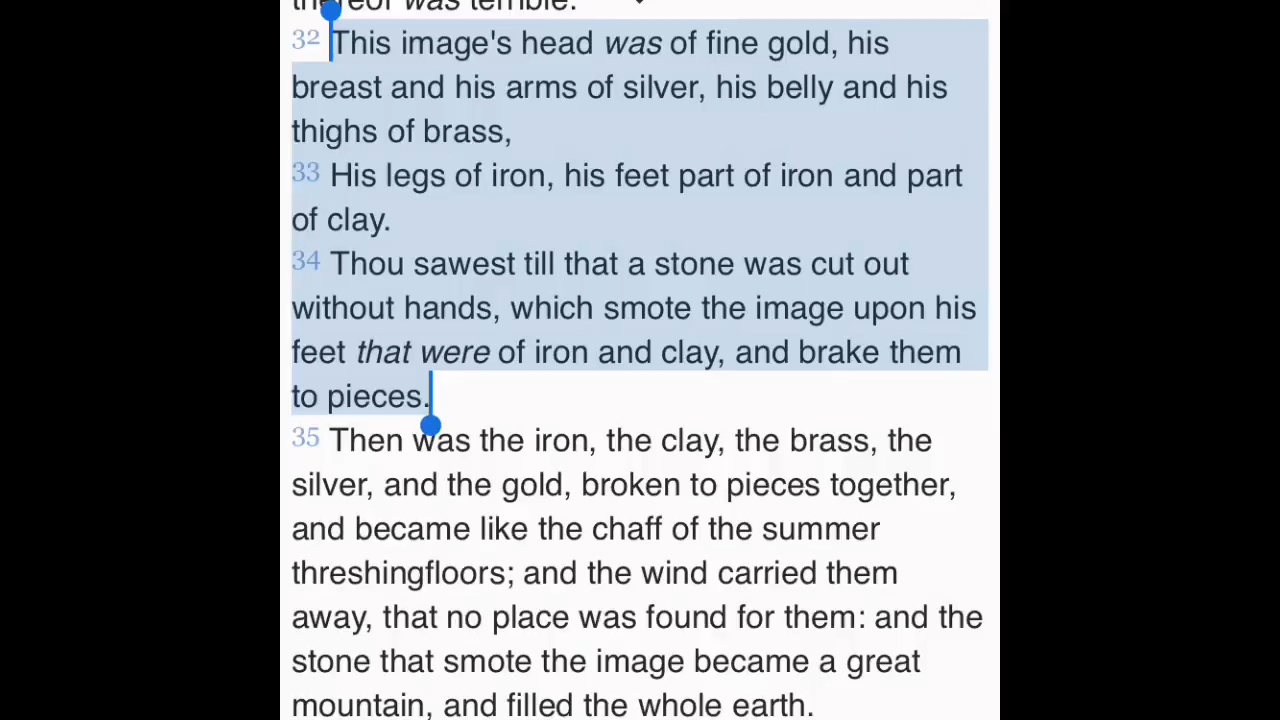 thereof was terrible.
32 This image's head was of fine gold, his
breast and his arms of silver, his belly and his
thighs of brass,
33 His legs of iron, his feet part of iron and part
of clay.
34 Thou sawest till that a stone was cut out
without hands, which smote the image upon his
feet that were of iron and clay, and brake them
to pieces.
35 Then was the iron, the clay, the brass, the
silver, and the gold, broken to pieces together,
and became like the chaff of the summer
threshingfloors; and the wind carried them
away, that no place was found for them: and the
stone that smote the image became a great
mountain, and filled the whole earth.